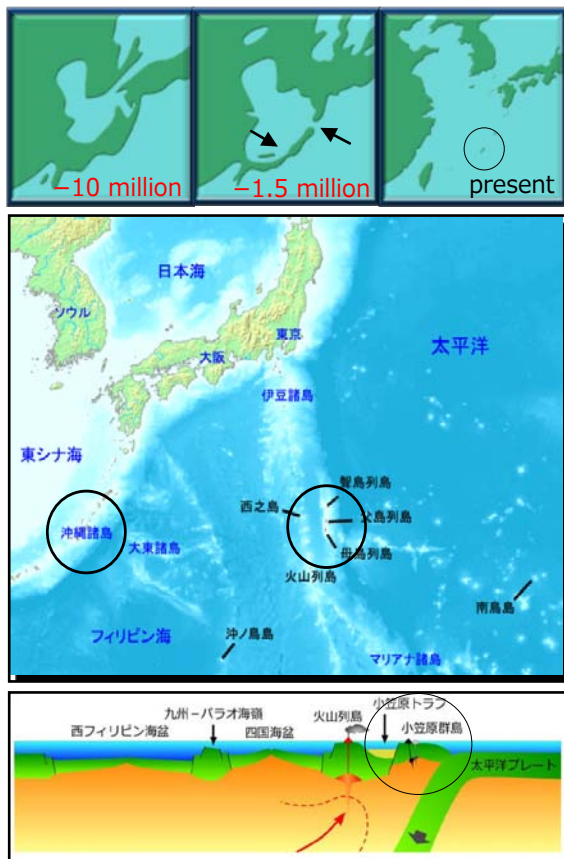 −10 million
−1.5 million
present
日本海
ソウル
東京
大阪
太平洋
伊豆諸島
東シナ海
聟島列島
西之島
父島列島
沖縄諸島
大東諸島
母島列島
火山列島
南鳥島
フィリピン海
沖ノ鳥島
マリアナ諸島
小笠原トラフ
九州－パラオ海嶺
火山列島
西フィリピン海盆
四国海盆
小笠原群島
太平洋プレート